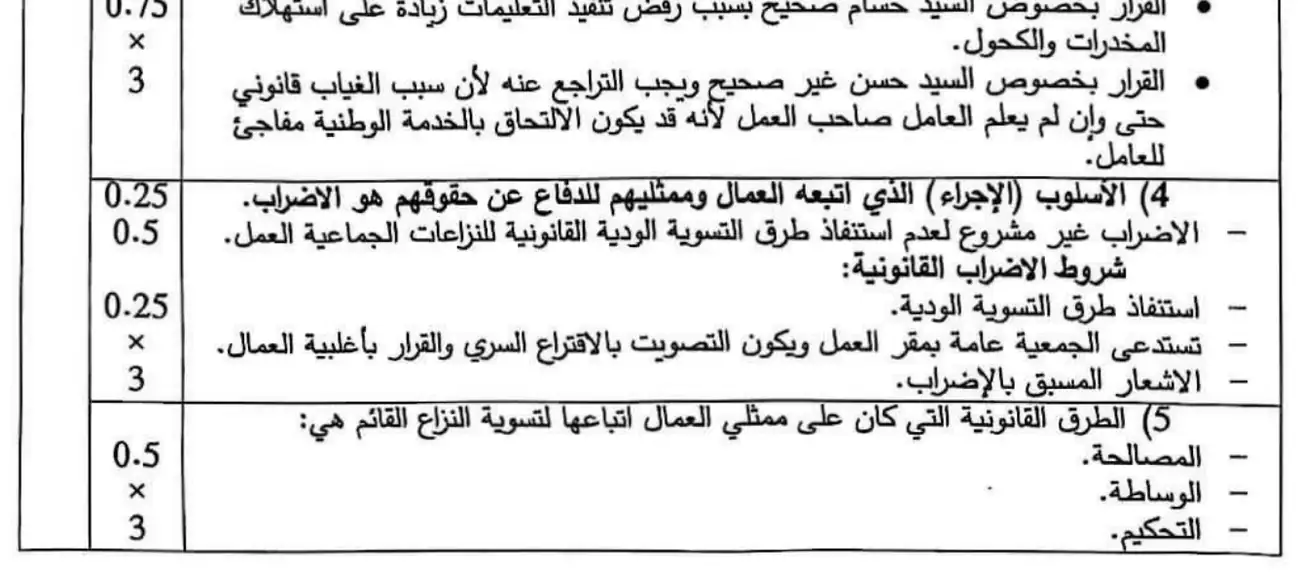 0.75 • القرار بخصوص السيد حسام صحيح بسبب رفض تنفيذ التعليمات زيادة على استهلاك
× المخدرات والكحول.
3 • القرار بخصوص السيد حسن غير صحيح ويجب التراجع عنه لأن سبب الغياب قانوني
حتى وإن لم يعلم العامل صاحب العمل لأنه قد يكون الالتحاق بالخدمة الوطنية مفاجئ
للعامل.
0.25 4) الأسلوب (الإجراء) الذي اتبعه العمال وممثليهم للدفاع عن حقوقهم هو الاضراب.
0.5 – الاضراب غير مشروع لعدم استنفاذ طرق التسوية الودية القانونية للنزاعات الجماعية العمل.
شروط الاضراب القانونية:
0.25 – استنفاذ طرق التسوية الودية.
× – تستدعى الجمعية عامة بمقر العمل ويكون التصويت بالاقتراع السري والقرار بأغلبية العمال.
3 – الاشعار المسبق بالإضراب.
5) الطرق القانونية التي كان على ممثلي العمال اتباعها لتسوية النزاع القائم هي:
0.5 – المصالحة.
× – الوساطة.
3 – التحكيم.